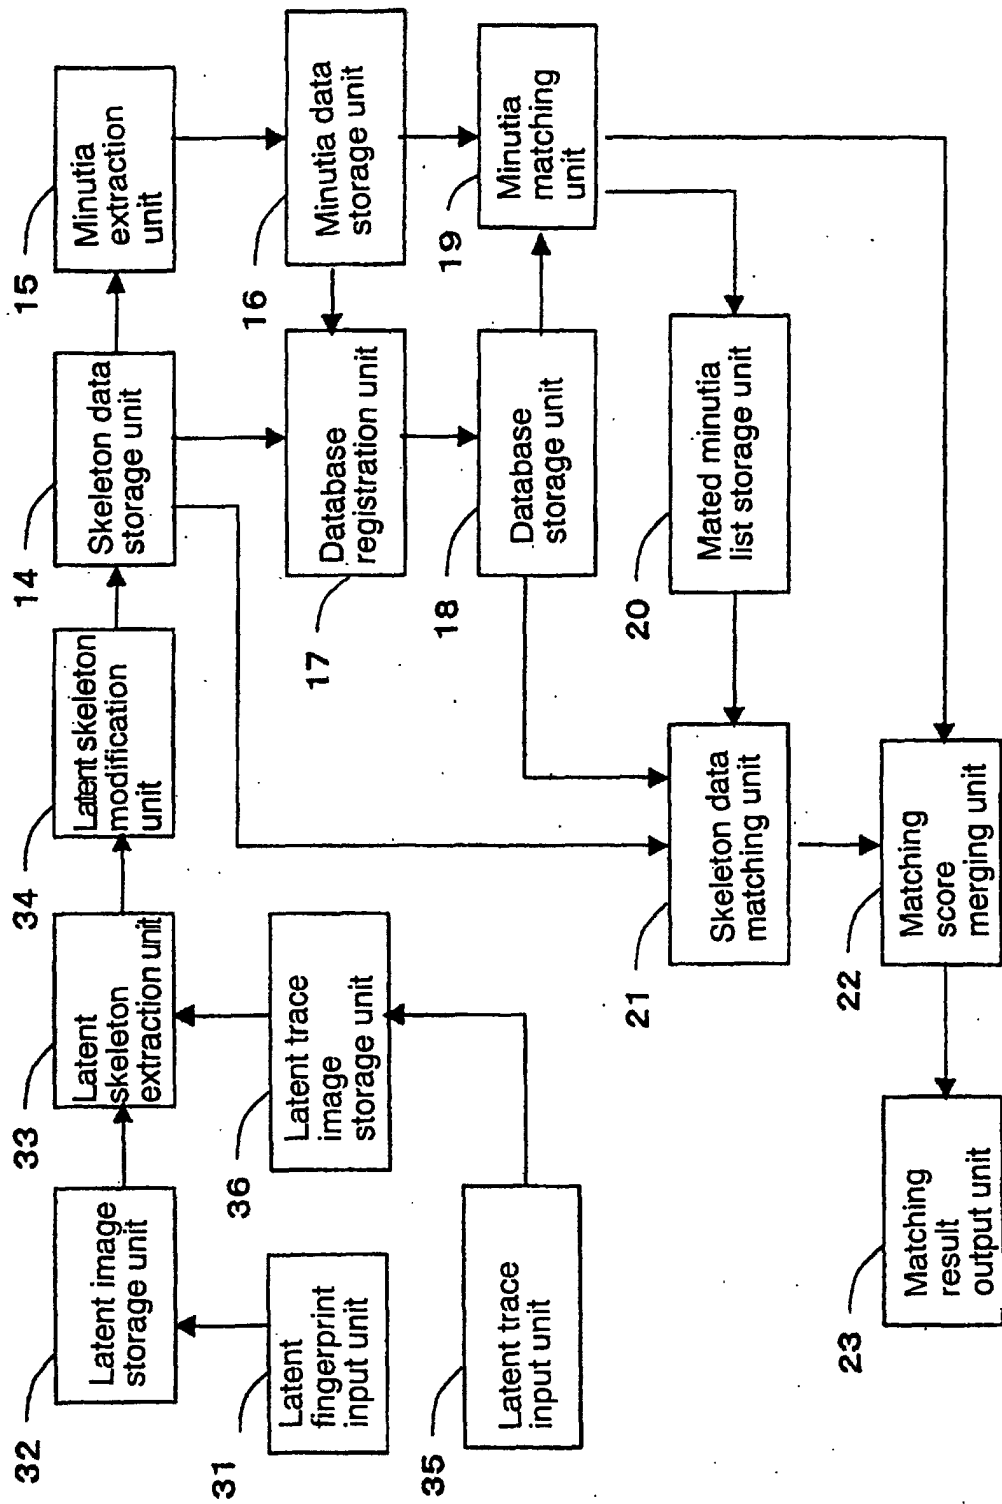 32
Latent image
storage unit
33
Latent
skeleton
extraction unit
34
Latent skeleton
modification
unit
14
Skeleton data
storage unit
15
Minutia
extraction
unit
31
Latent
fingerprint
input unit
36
Latent trace
image
storage unit
17
Database
registration unit
16
Minutia data
storage unit
35
Latent trace
input unit
18
Database
storage unit
19
Minutia
matching
unit
21
Skeleton data
matching unit
20
Mated minutia
list storage unit
23
Matching
result
output unit
22
Matching
score
merging unit